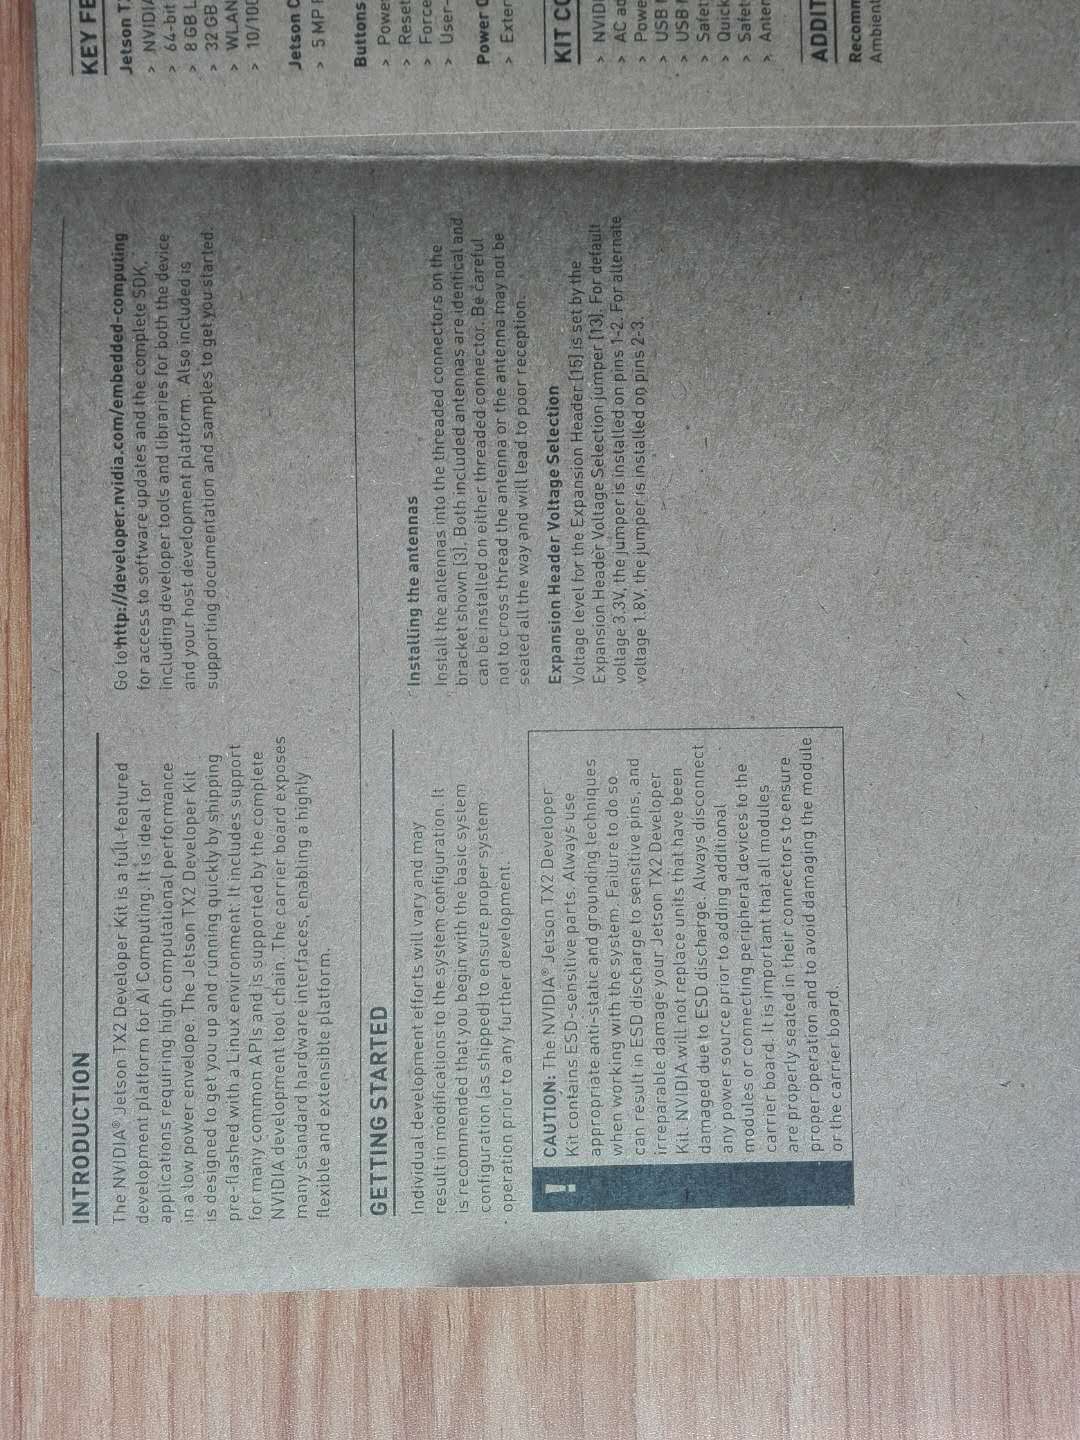 INTRODUCTION
The NVIDIA® Jetson TX2 Developer Kit is a full-featured
development platform for AI Computing. It is ideal for
applications requiring high computational performance
in a low power envelope. The Jetson TX2 Developer Kit
is designed to get you up and running quickly by shipping
pre-flashed with a Linux environment. It includes support
for many common APIs and is supported by the complete
NVIDIA development tool chain. The carrier board exposes
many standard hardware interfaces, enabling a highly
flexible and extensible platform.
Go to http://developer.nvidia.com/embedded-computing
for access to software updates and the complete SDK,
including developer tools and libraries for both the device
and your host development platform. Also included is
supporting documentation and samples to get you started.
GETTING STARTED
Individual development efforts will vary and may
result in modifications to the system configuration. It
is recommended that you begin with the basic system
configuration (as shipped) to ensure proper system
operation prior to any further development.
!
CAUTION: The NVIDIA® Jetson TX2 Developer
Kit contains ESD-sensitive parts. Always use
appropriate anti-static and grounding techniques
when working with the system. Failure to do so
can result in ESD discharge to sensitive pins, and
irreparable damage your Jetson TX2 Developer
Kit. NVIDIA will not replace units that have been
damaged due to ESD discharge. Always disconnect
any power source prior to adding additional
modules or connecting peripheral devices to the
carrier board. It is important that all modules
are properly seated in their connectors to ensure
proper operation and to avoid damaging the module
or the carrier board.
Installing the antennas
Install the antennas into the threaded connectors on the
bracket shown [3]. Both included antennas are identical and
can be installed on either threaded connector. Be careful
not to cross thread the antenna or the antenna may not be
seated all the way and will lead to poor reception.
Expansion Header Voltage Selection
Voltage level for the Expansion Header [15] is set by the
Expansion Header Voltage Selection jumper [13]. For default
voltage 3.3V, the jumper is installed on pins 1-2. For alternate
voltage 1.8V, the jumper is installed on pins 2-3.
KEY FE
Jetson T
> NVIDIA
> 64-bit
> 8 GB L
> 32 GB
> WLAN
> 10/100
Jetson C
> 5 MP
Buttons
> Power
> Reset
> Force
> User-
Power
> Exter
KIT CO
> NVIDI
> AC ad
> Powe
> USB
> USB
> Safet
> Quick
> Safet
> Anten
ADDIT
Recomm
Ambient